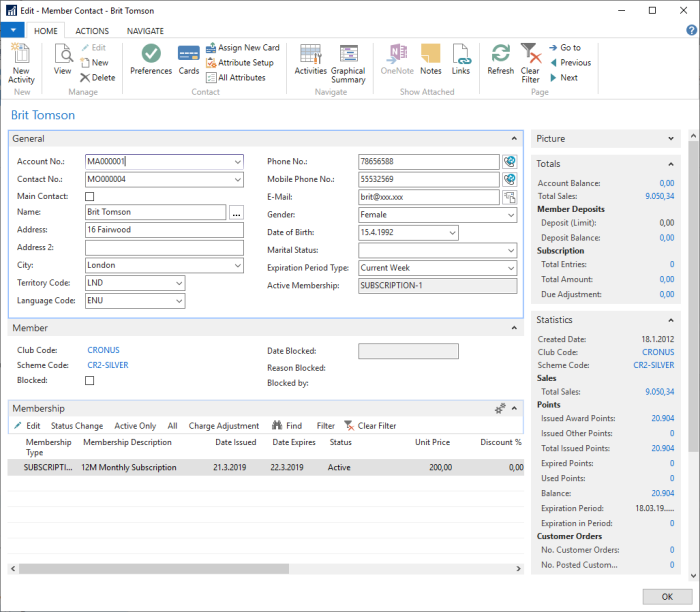 Edit - Member Contact - Brit Tomson
HOME ACTIONS NAVIGATE
New Activity
Edit
View New
Delete
Preferences Cards
Assign New Card
Attribute Setup
All Attributes
Activities Graphical Summary
OneNote Notes Links
Refresh Clear Filter
Go to
Previous
Next
New Manage Contact Navigate Show Attached Page
Brit Tomson
General
Account No.: MA000001
Contact No.: MO000004
Main Contact:
Name: Brit Tomson ...
Address: 16 Fairwood
Address 2:
City: London
Territory Code: LND
Language Code: ENU
Phone No.: 78656588
Mobile Phone No.: 55532569
E-Mail: brit@xxx.xxx
Gender: Female
Date of Birth: 15.4.1992
Marital Status:
Expiration Period Type: Current Week
Active Membership: SUBSCRIPTION-1
Member
Club Code: CRONUS
Scheme Code: CR2-SILVER
Blocked:
Date Blocked:
Reason Blocked:
Blocked by:
Membership
Edit Status Change Active Only All Charge Adjustment Find Filter Clear Filter
Membership Type Membership Description Date Issued Date Expires Status Unit Price Discount %
SUBSCRIPTI... 12M Monthly Subscription 21.3.2019 22.3.2019 Active 200,00 0,00
Picture
Totals
Account Balance: 0,00
Total Sales: 9.050,34
Member Deposits
Deposit (Limit): 0,00
Deposit Balance: 0,00
Subscription
Total Entries: 0
Total Amount: 0,00
Due Adjustment: 0,00
Statistics
Created Date: 18.1.2012
Club Code: CRONUS
Scheme Code: CR2-SILVER
Sales
Total Sales: 9.050,34
Points
Issued Award Points: 20.904
Issued Other Points: 0
Total Issued Points: 20.904
Expired Points: 0
Used Points: 0
Balance: 20.904
Expiration Period: 18.03.19.....
Expiration in Period: 0
Customer Orders
No. Customer Orders: 0
No. Posted Custom... 0
OK